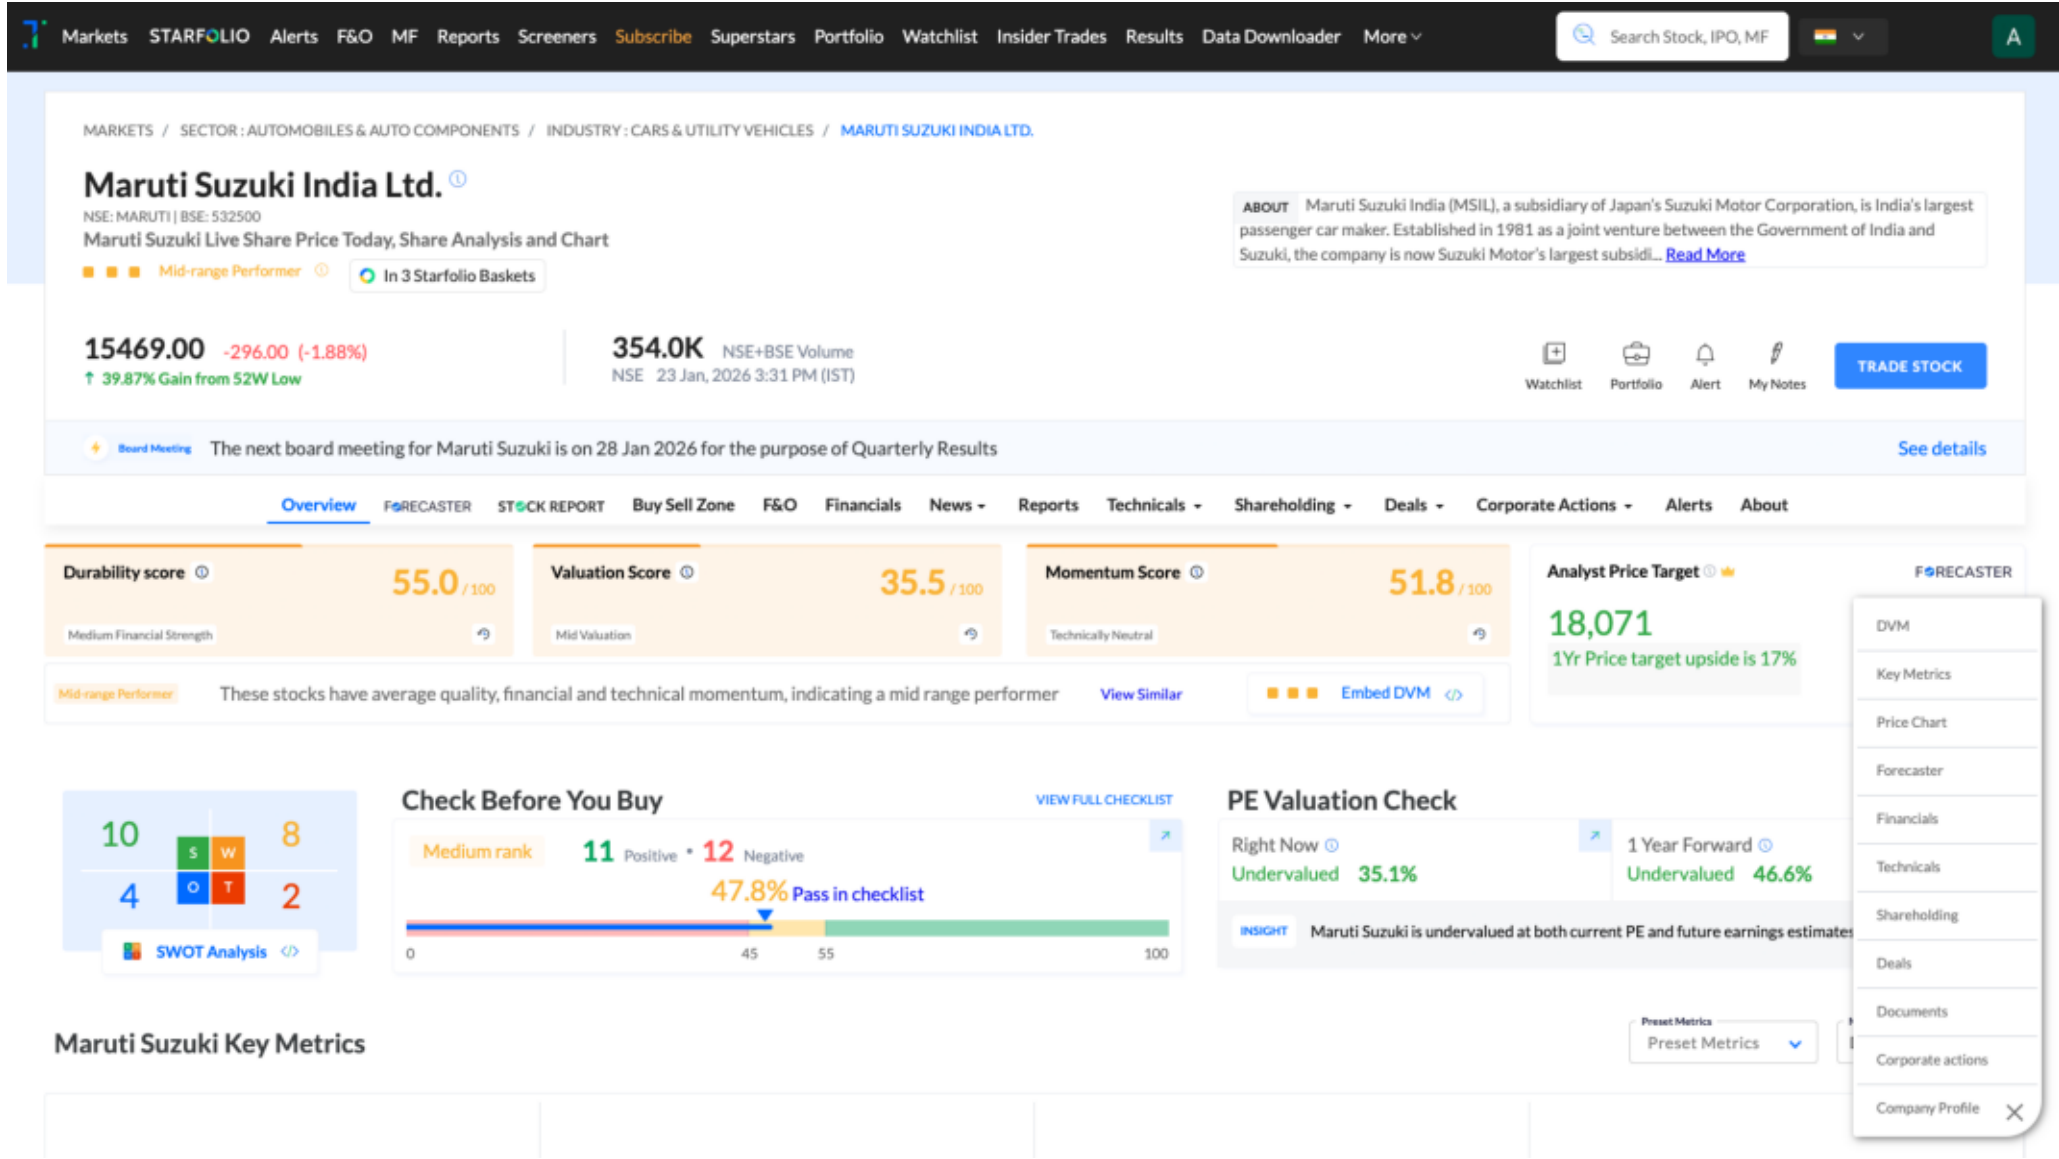 Markets STARFOLIO Alerts F&O MF Reports Screeners Subscribe Superstars Portfolio Watchlist Insider Trades Results Data Downloader More Search Stock, IPO, MF A
MARKETS / SECTOR : AUTOMOBILES & AUTO COMPONENTS / INDUSTRY : CARS & UTILITY VEHICLES / MARUTI SUZUKI INDIA LTD.
Maruti Suzuki India Ltd.
NSE: MARUTI | BSE: 532500
Maruti Suzuki Live Share Price Today, Share Analysis and Chart
Mid-range Performer In 3 Starfolio Baskets
ABOUT Maruti Suzuki India (MSIL), a subsidiary of Japan's Suzuki Motor Corporation, is India's largest
passenger car maker. Established in 1981 as a joint venture between the Government of India and
Suzuki, the company is now Suzuki Motor's largest subsidi... Read More
15469.00 -296.00 (-1.88%)
↑ 39.87% Gain from 52W Low
354.0K NSE+BSE Volume
NSE 23 Jan, 2026 3:31 PM (IST)
Watchlist Portfolio Alert My Notes TRADE STOCK
Board Meeting The next board meeting for Maruti Suzuki is on 28 Jan 2026 for the purpose of Quarterly Results See details
Overview FORECASTER STOCK REPORT Buy Sell Zone F&O Financials News Reports Technicals Shareholding Deals Corporate Actions Alerts About
Durability score 55.0 / 100
Medium Financial Strength
Valuation Score 35.5 / 100
Mid Valuation
Momentum Score 51.8 / 100
Technically Neutral
Analyst Price Target FORECASTER
18,071
1Yr Price target upside is 17%
Mid-range Performer These stocks have average quality, financial and technical momentum, indicating a mid range performer View Similar Embed DVM </>
10 S W 8
4 O T 2
SWOT Analysis </>
Check Before You Buy VIEW FULL CHECKLIST
Medium rank 11 Positive * 12 Negative
47.8% Pass in checklist
0 45 55 100
PE Valuation Check
Right Now
Undervalued 35.1%
1 Year Forward
Undervalued 46.6%
INSIGHT Maruti Suzuki is undervalued at both current PE and future earnings estimates
DVM
Key Metrics
Price Chart
Forecaster
Financials
Technicals
Shareholding
Deals
Documents
Corporate actions
Company Profile
Maruti Suzuki Key Metrics
Preset Metrics
Preset Metrics